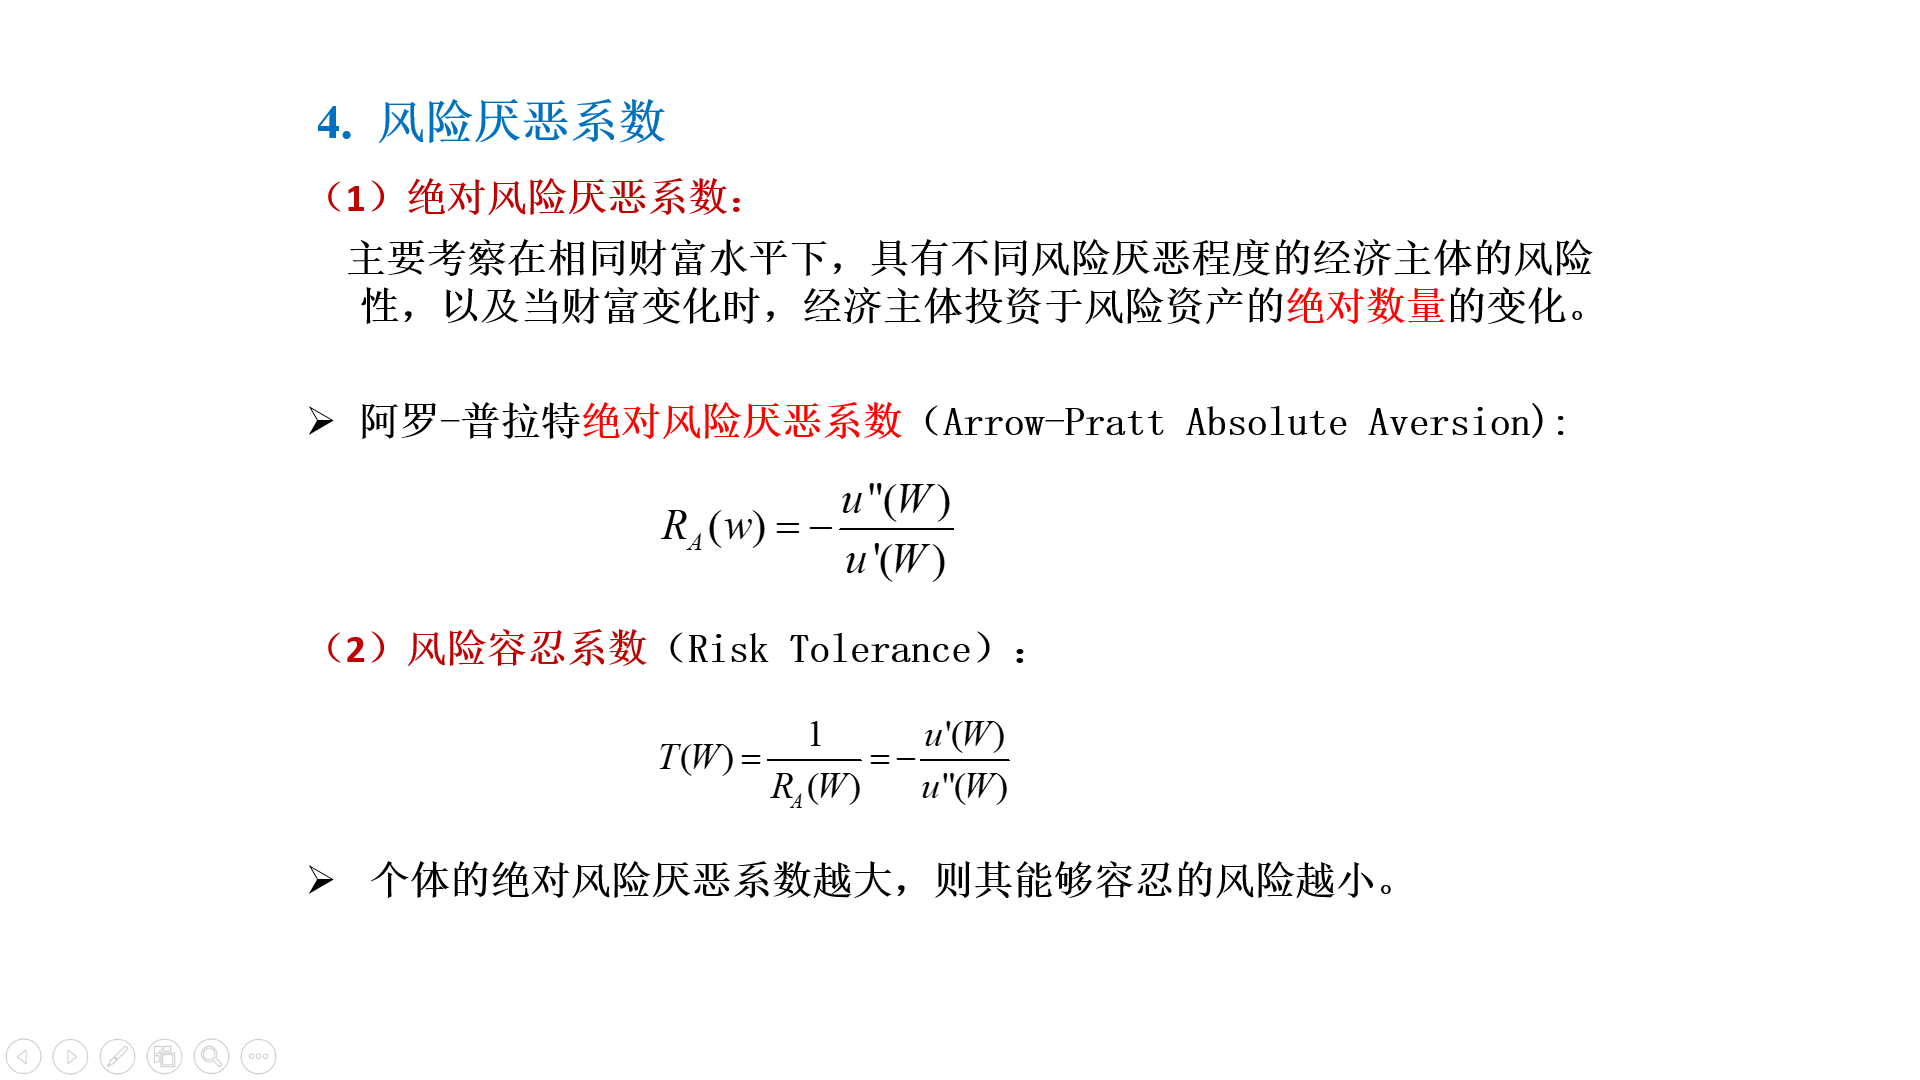 4. 风险厌恶系数
（1）绝对风险厌恶系数：
主要考察在相同财富水平下，具有不同风险厌恶程度的经济主体的风险
性，以及当财富变化时，经济主体投资于风险资产的绝对数量的变化。
➢ 阿罗-普拉特绝对风险厌恶系数（Arrow-Pratt Absolute Aversion):
R_A(w) = -\frac{u''(W)}{u'(W)}
（2）风险容忍系数（Risk Tolerance）：
T(W) = \frac{1}{R_A(W)} = -\frac{u'(W)}{u''(W)}
➢ 个体的绝对风险厌恶系数越大，则其能够容忍的风险越小。